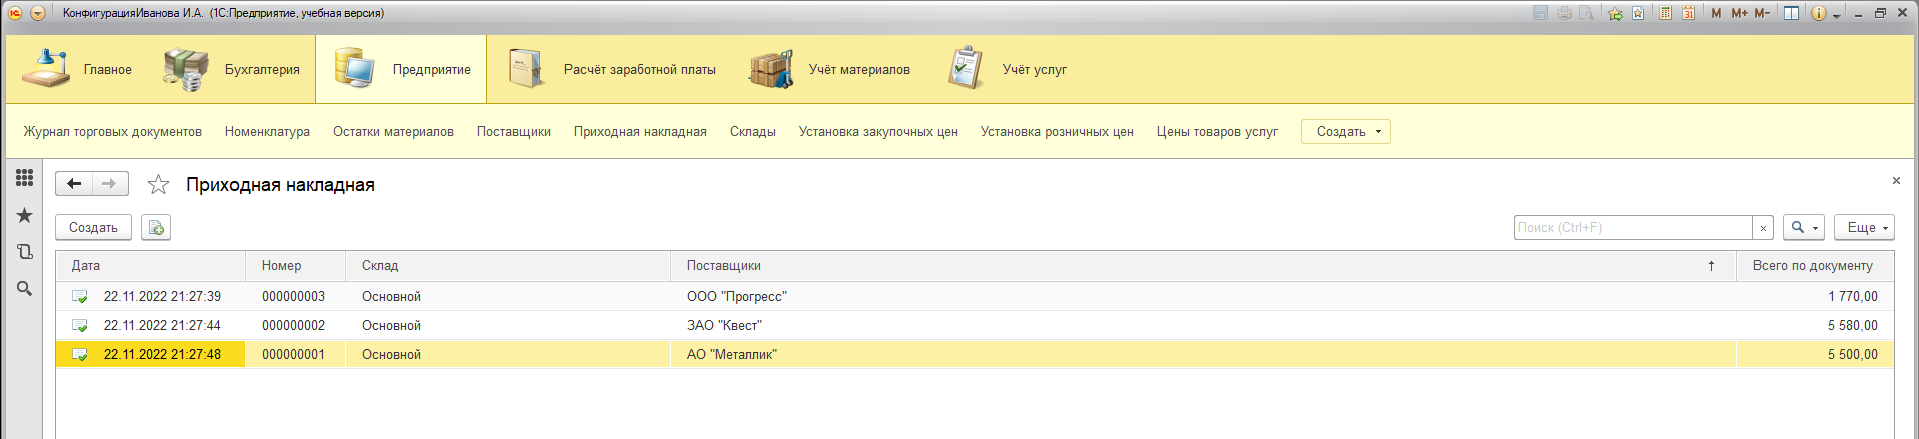 КонфигурацияИванова И.А. (1С:Предприятие, учебная версия)
M M+ M-
Главное Бухгалтерия Предприятие Расчёт заработной платы Учёт материалов Учёт услуг
Журнал торговых документов Номенклатура Остатки материалов Поставщики Приходная накладная Склады Установка закупочных цен Установка розничных цен Цены товаров услуг Создать
Приходная накладная
Создать Поиск (Ctrl+F) Еще
Дата Номер Склад Поставщики Всего по документу
22.11.2022 21:27:39 000000003 Основной ООО "Прогресс" 1 770,00
22.11.2022 21:27:44 000000002 Основной ЗАО "Квест" 5 580,00
22.11.2022 21:27:48 000000001 Основной АО "Металлик" 5 500,00